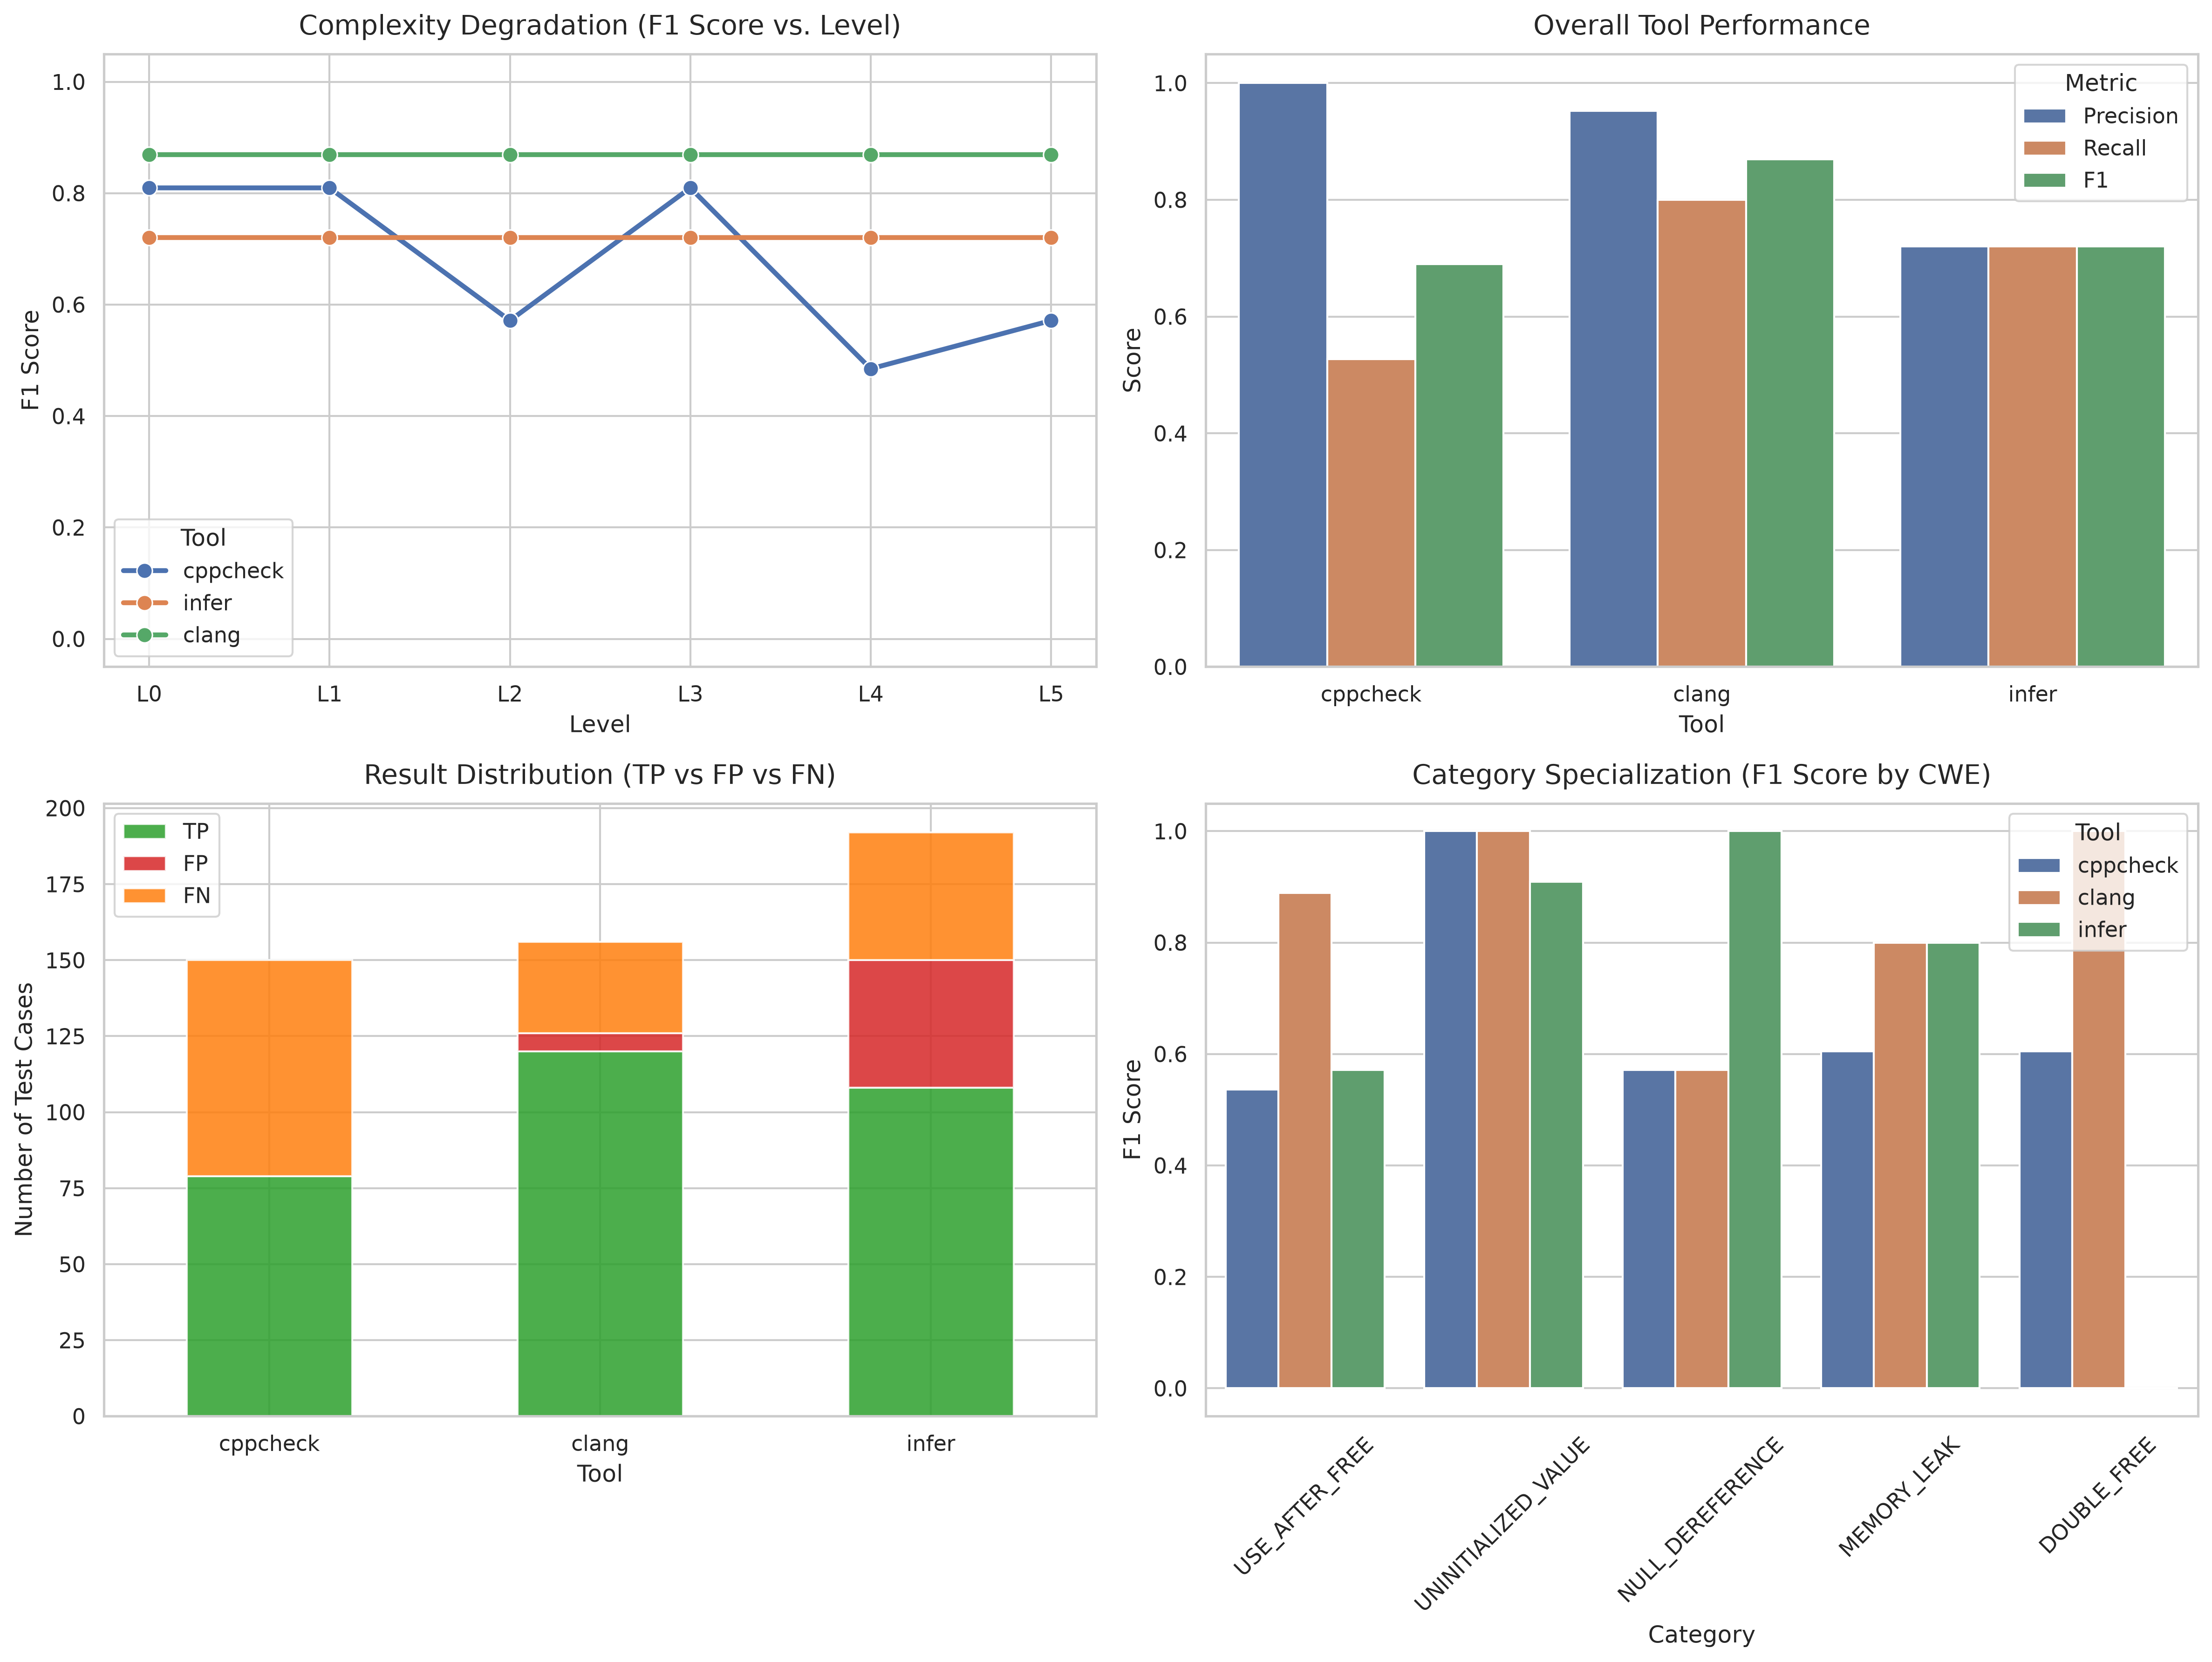 Complexity Degradation (F1 Score vs. Level)
1.0
0.8
0.6
0.4
0.2
0.0
F1 Score
Tool
cppcheck
infer
clang
L0 L1 L2 L3 L4 L5
Level
Overall Tool Performance
1.0
0.8
0.6
0.4
0.2
0.0
Score
Metric
Precision
Recall
F1
cppcheck clang infer
Tool
Result Distribution (TP vs FP vs FN)
200
175
150
125
100
75
50
25
0
Number of Test Cases
TP
FP
FN
cppcheck clang infer
Tool
Category Specialization (F1 Score by CWE)
1.0
0.8
0.6
0.4
0.2
0.0
F1 Score
Tool
cppcheck
clang
infer
USE_AFTER_FREE
UNINITIALIZED_VALUE
NULL_DEREFERENCE
MEMORY_LEAK
DOUBLE_FREE
Category